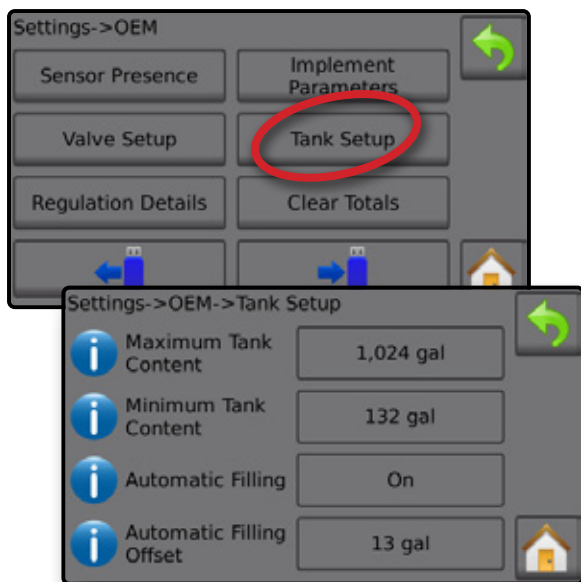 Settings->OEM
Sensor Presence
Implement
Parameters
Valve Setup
Tank Setup
Regulation Details
Clear Totals
Settings->OEM->Tank Setup
Maximum Tank
Content
1,024 gal
Minimum Tank
Content
132 gal
Automatic Filling
On
Automatic Filling
Offset
13 gal